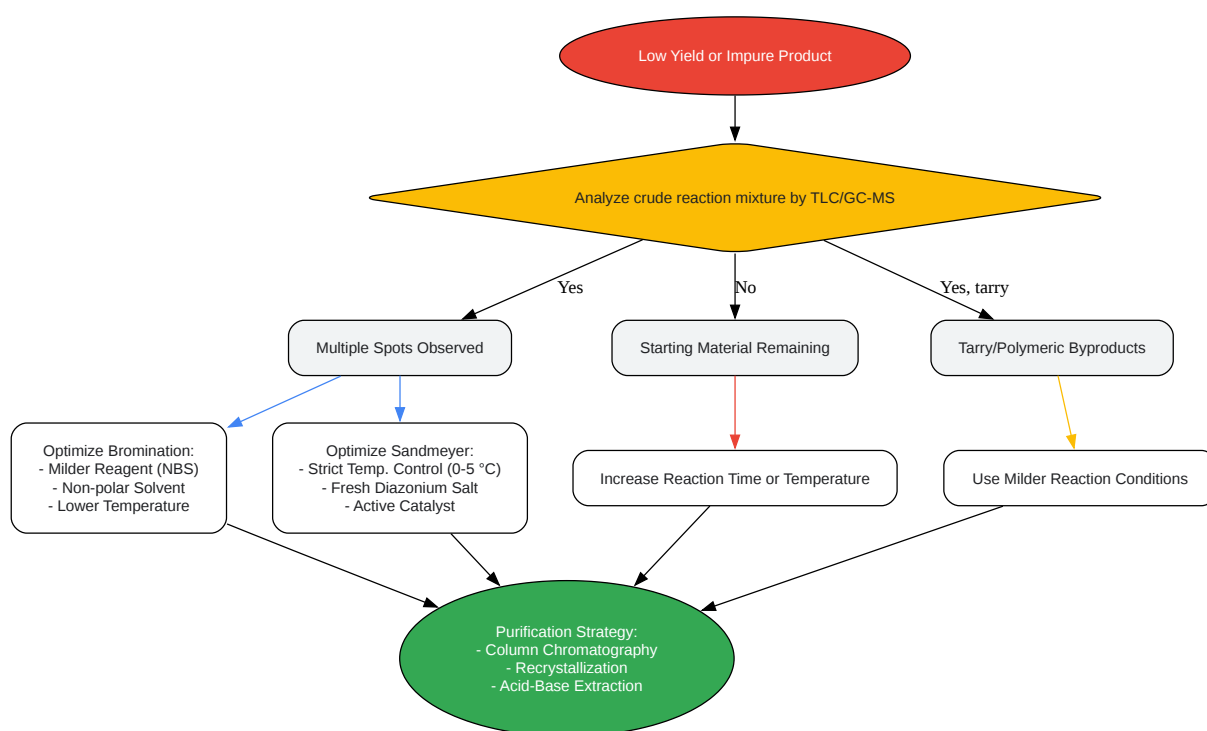 Low Yield or Impure Product
Analyze crude reaction mixture by TLC/GC-MS
Yes
No
Yes, tarry
Multiple Spots Observed
Starting Material Remaining
Tarry/Polymeric Byproducts
Optimize Bromination:
- Milder Reagent (NBS)
- Non-polar Solvent
- Lower Temperature
Optimize Sandmeyer:
- Strict Temp. Control (0-5 °C)
- Fresh Diazonium Salt
- Active Catalyst
Increase Reaction Time or Temperature
Use Milder Reaction Conditions
Purification Strategy:
- Column Chromatography
- Recrystallization
- Acid-Base Extraction